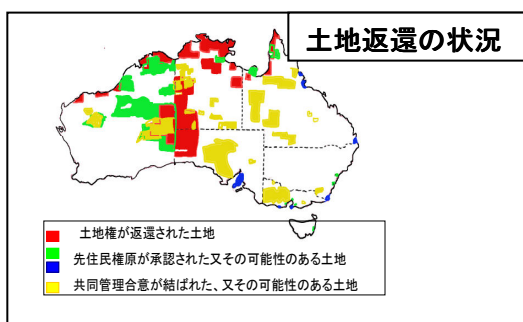 土地返還の状況
土地権が返還された土地
先住民権原が承認された又その可能性のある土地
共同管理合意が結ばれた、又その可能性のある土地